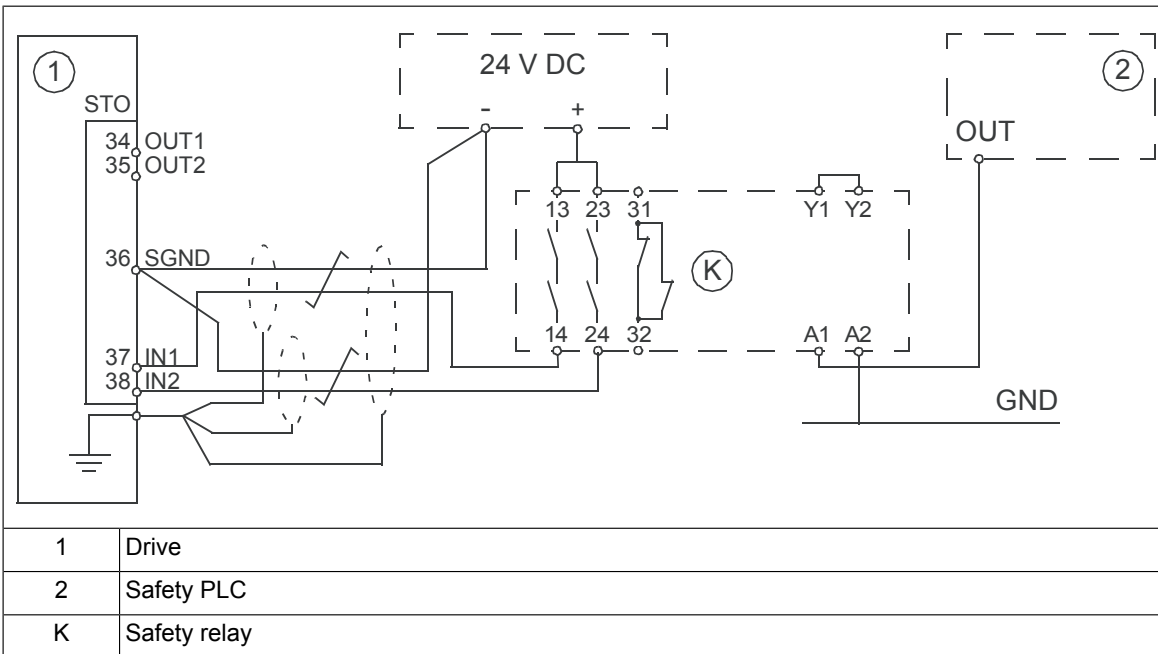 1
24 V DC
2
STO
- +
34 OUT1
OUT
35 OUT2
13 23 31
Y1 Y2
36 SGND
K
14 24 32
A1 A2
37 IN1
38 IN2
GND
1 Drive
2 Safety PLC
K Safety relay